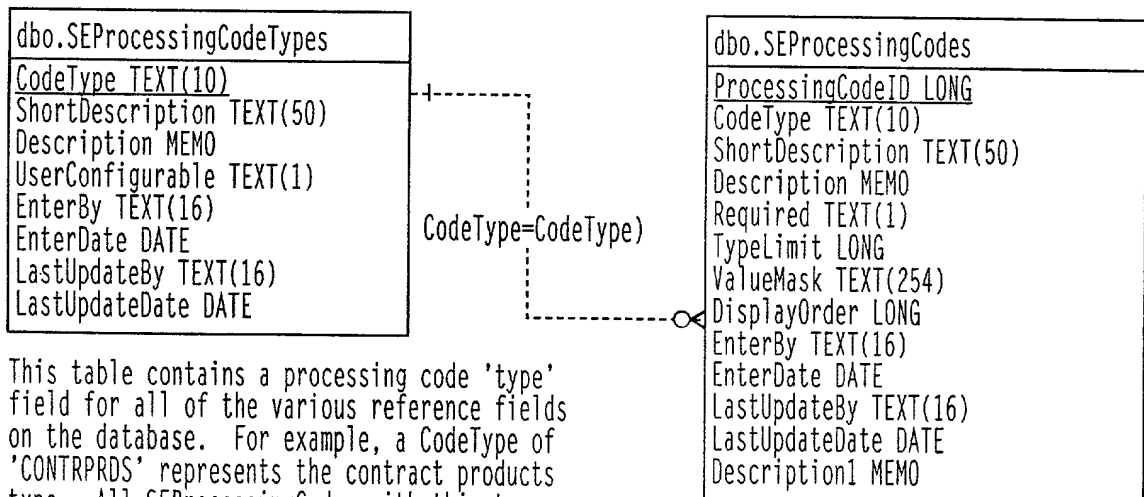 dbo.SEProcessingCodeTypes
CodeType TEXT(10)
ShortDescription TEXT(50)
Description MEMO
UserConfigurable TEXT(1)
EnterBy TEXT(16)
EnterDate DATE
LastUpdateBy TEXT(16)
LastUpdateDate DATE
CodeType=CodeType)
dbo.SEProcessingCodes
ProcessingCodeID LONG
CodeType TEXT(10)
ShortDescription TEXT(50)
Description MEMO
Required TEXT(1)
TypeLimit LONG
ValueMask TEXT(254)
DisplayOrder LONG
EnterBy TEXT(16)
EnterDate DATE
LastUpdateBy TEXT(16)
LastUpdateDate DATE
Description1 MEMO
This table contains a processing code 'type'
field for all of the various reference fields
on the database. For example, a CodeType of
'CONTRPRDS' represents the contract products